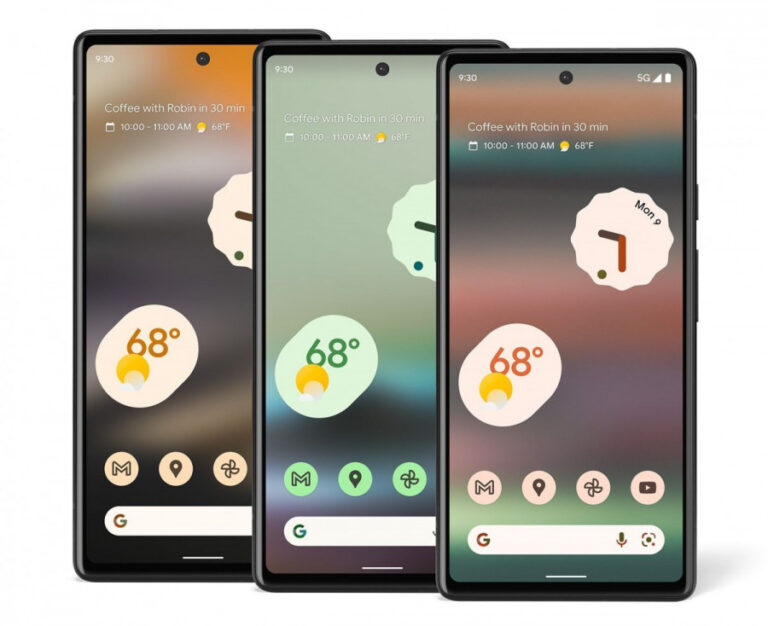 9:30
Coffee with Robin in 30 min
10:00 - 11:00 AM 68°F
68°
G
9:30
Coffee with Robin in 30 min
10:00 - 11:00 AM 68°F
68°
G
9:30 5G
Coffee with Robin in 30 min
10:00 - 11:00 AM 68°F
Mon 9
68°
G